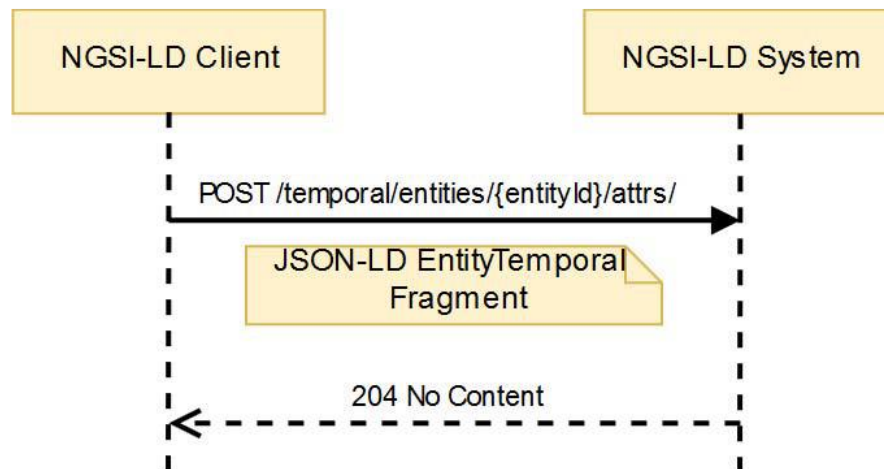 NGSI-LD Client
NGSI-LD System
POST /temporal/entities/{entityId}/attrs/
JSON-LD EntityTemporal
Fragment
204 No Content